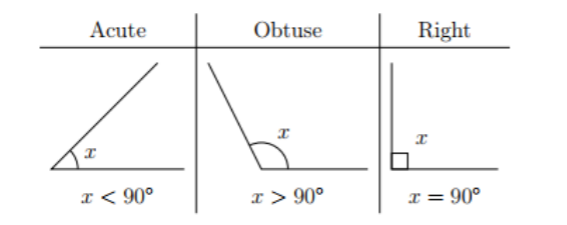 Acute Obtuse Right
x x x
x < 90° x > 90° x = 90°